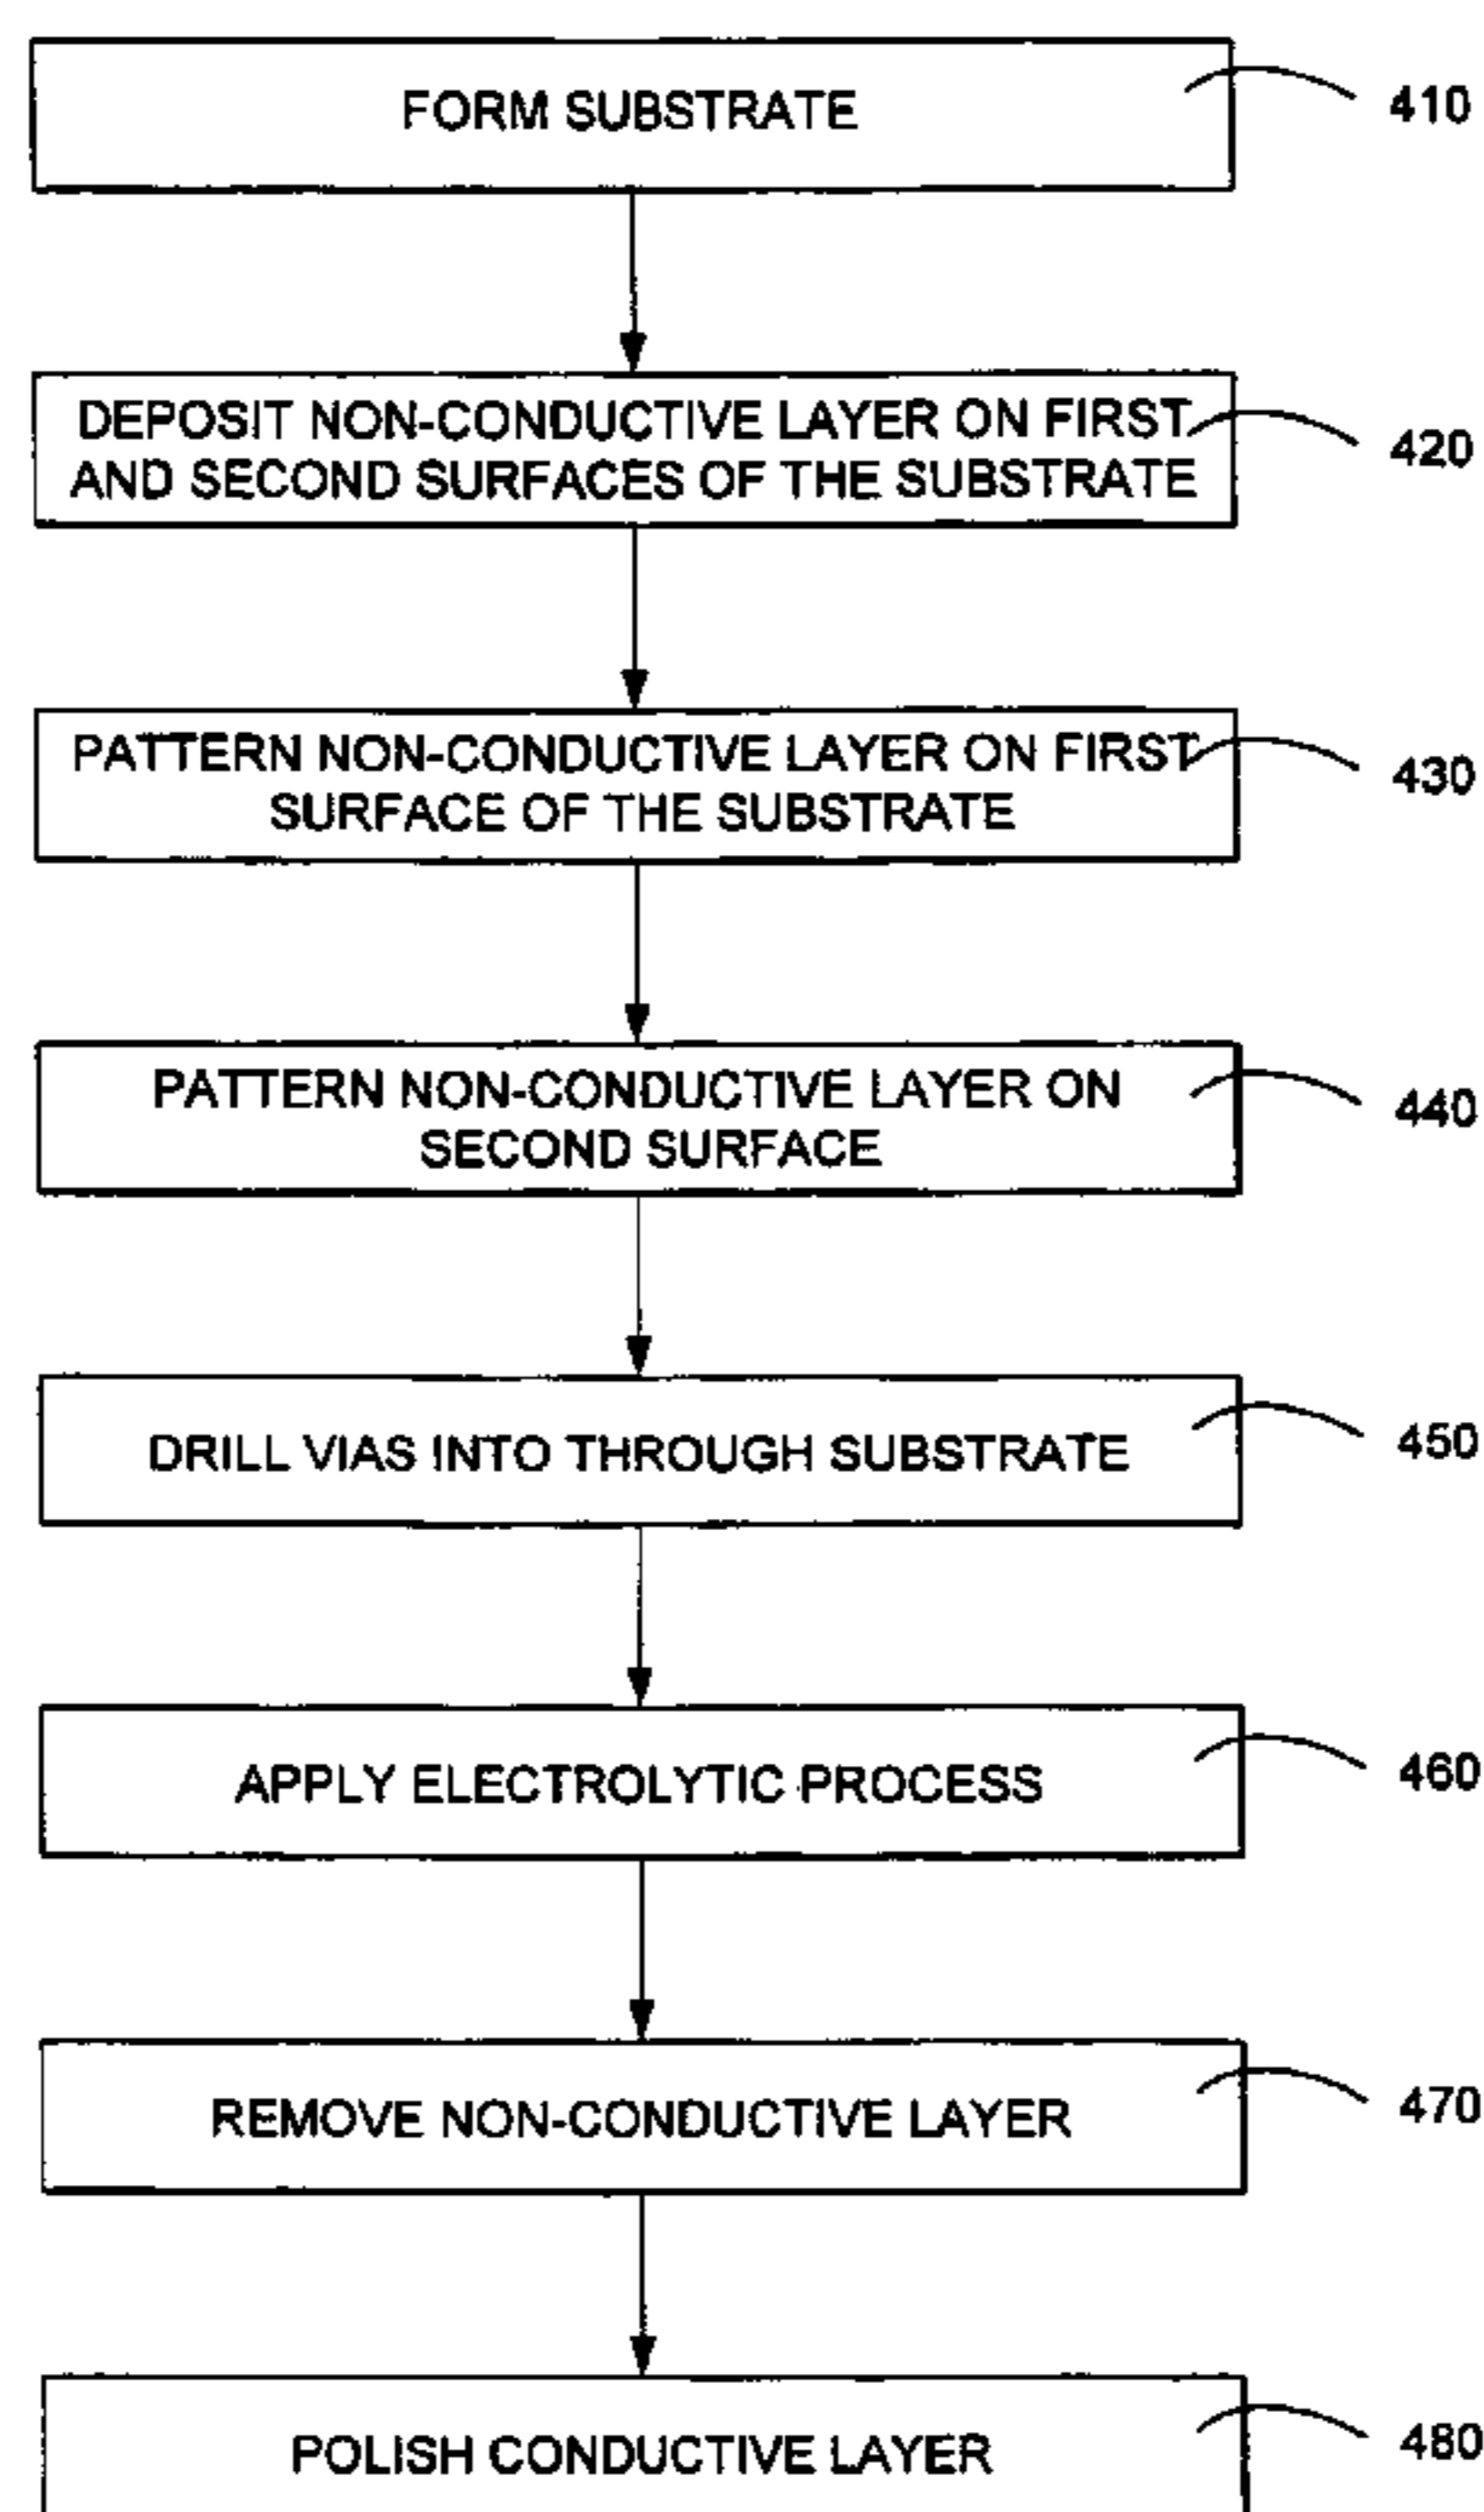 FORM SUBSTRATE
410
DEPOSIT NON-CONDUCTIVE LAYER ON FIRST
AND SECOND SURFACES OF THE SUBSTRATE
420
PATTERN NON-CONDUCTIVE LAYER ON FIRST
SURFACE OF THE SUBSTRATE
430
PATTERN NON-CONDUCTIVE LAYER ON
SECOND SURFACE
440
DRILL VIAS INTO THROUGH SUBSTRATE
450
APPLY ELECTROLYTIC PROCESS
460
REMOVE NON-CONDUCTIVE LAYER
470
POLISH CONDUCTIVE LAYER
480